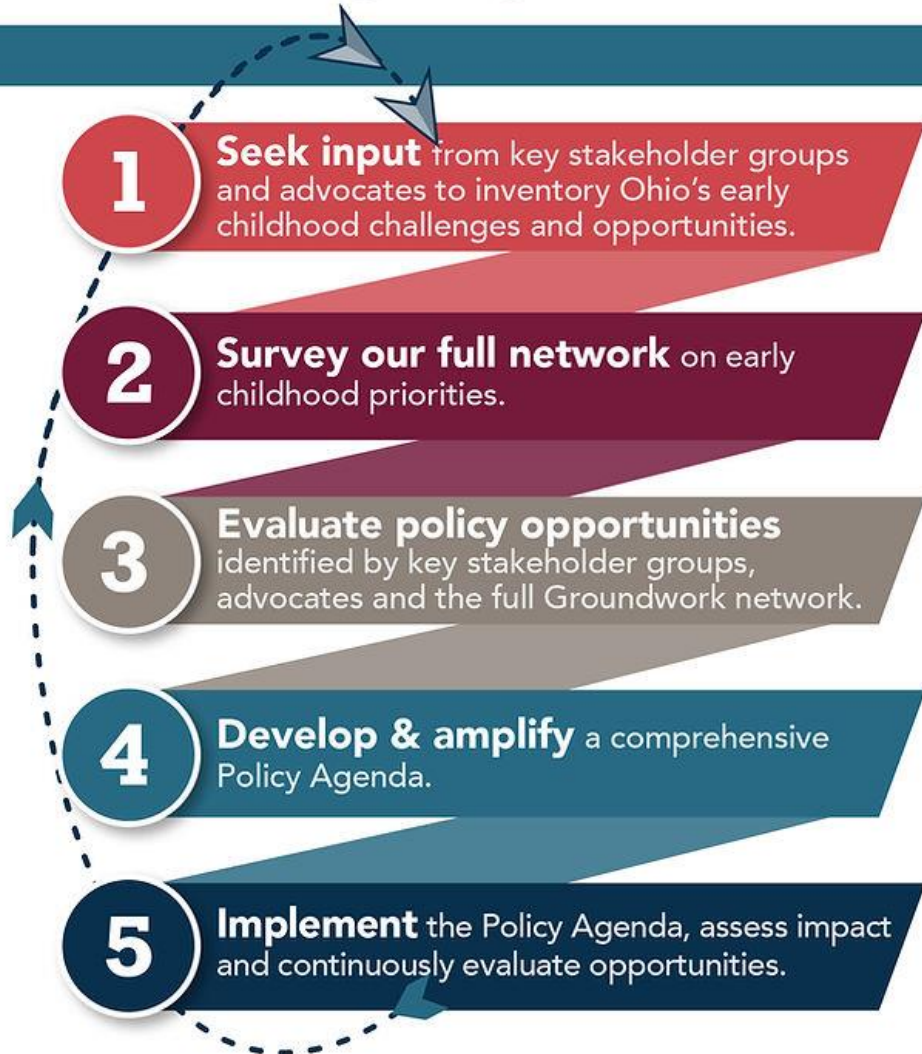 1
Seek input from key stakeholder groups
and advocates to inventory Ohio's early
childhood challenges and opportunities.
2
Survey our full network on early
childhood priorities.
3
Evaluate policy opportunities
identified by key stakeholder groups,
advocates and the full Groundwork network.
4
Develop & amplify a comprehensive
Policy Agenda.
5
Implement the Policy Agenda, assess impact
and continuously evaluate opportunities.